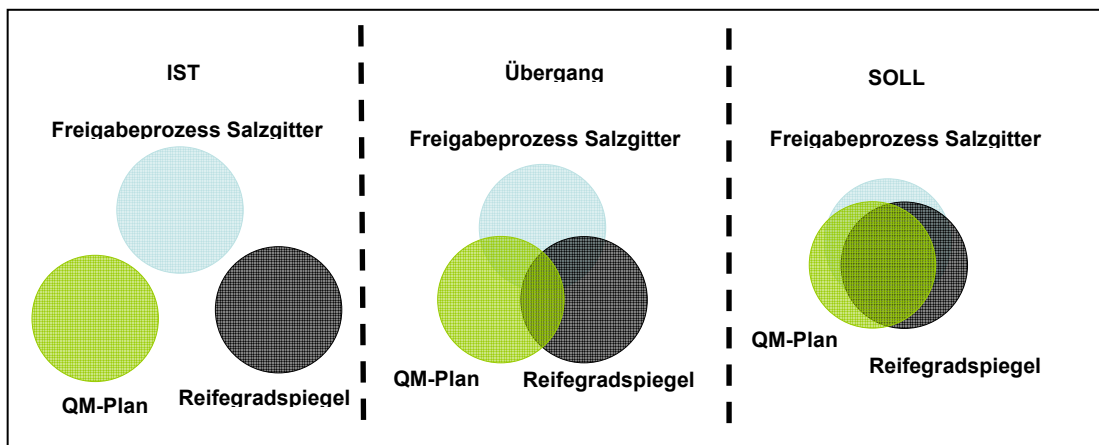 IST
Freigabeprozess Salzgitter
QM-Plan
Reifegradspiegel
Übergang
Freigabeprozess Salzgitter
QM-Plan
Reifegradspiegel
SOLL
Freigabeprozess Salzgitter
QM-Plan
Reifegradspiegel